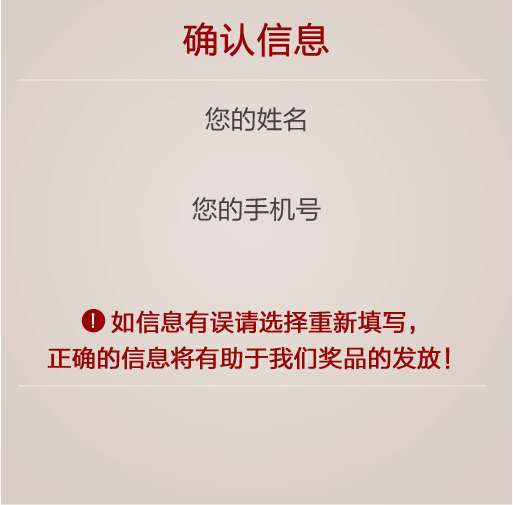 确认信息
您的姓名
您的手机号
!如信息有误请选择重新填写，
正确的信息将有助于我们奖品的发放！